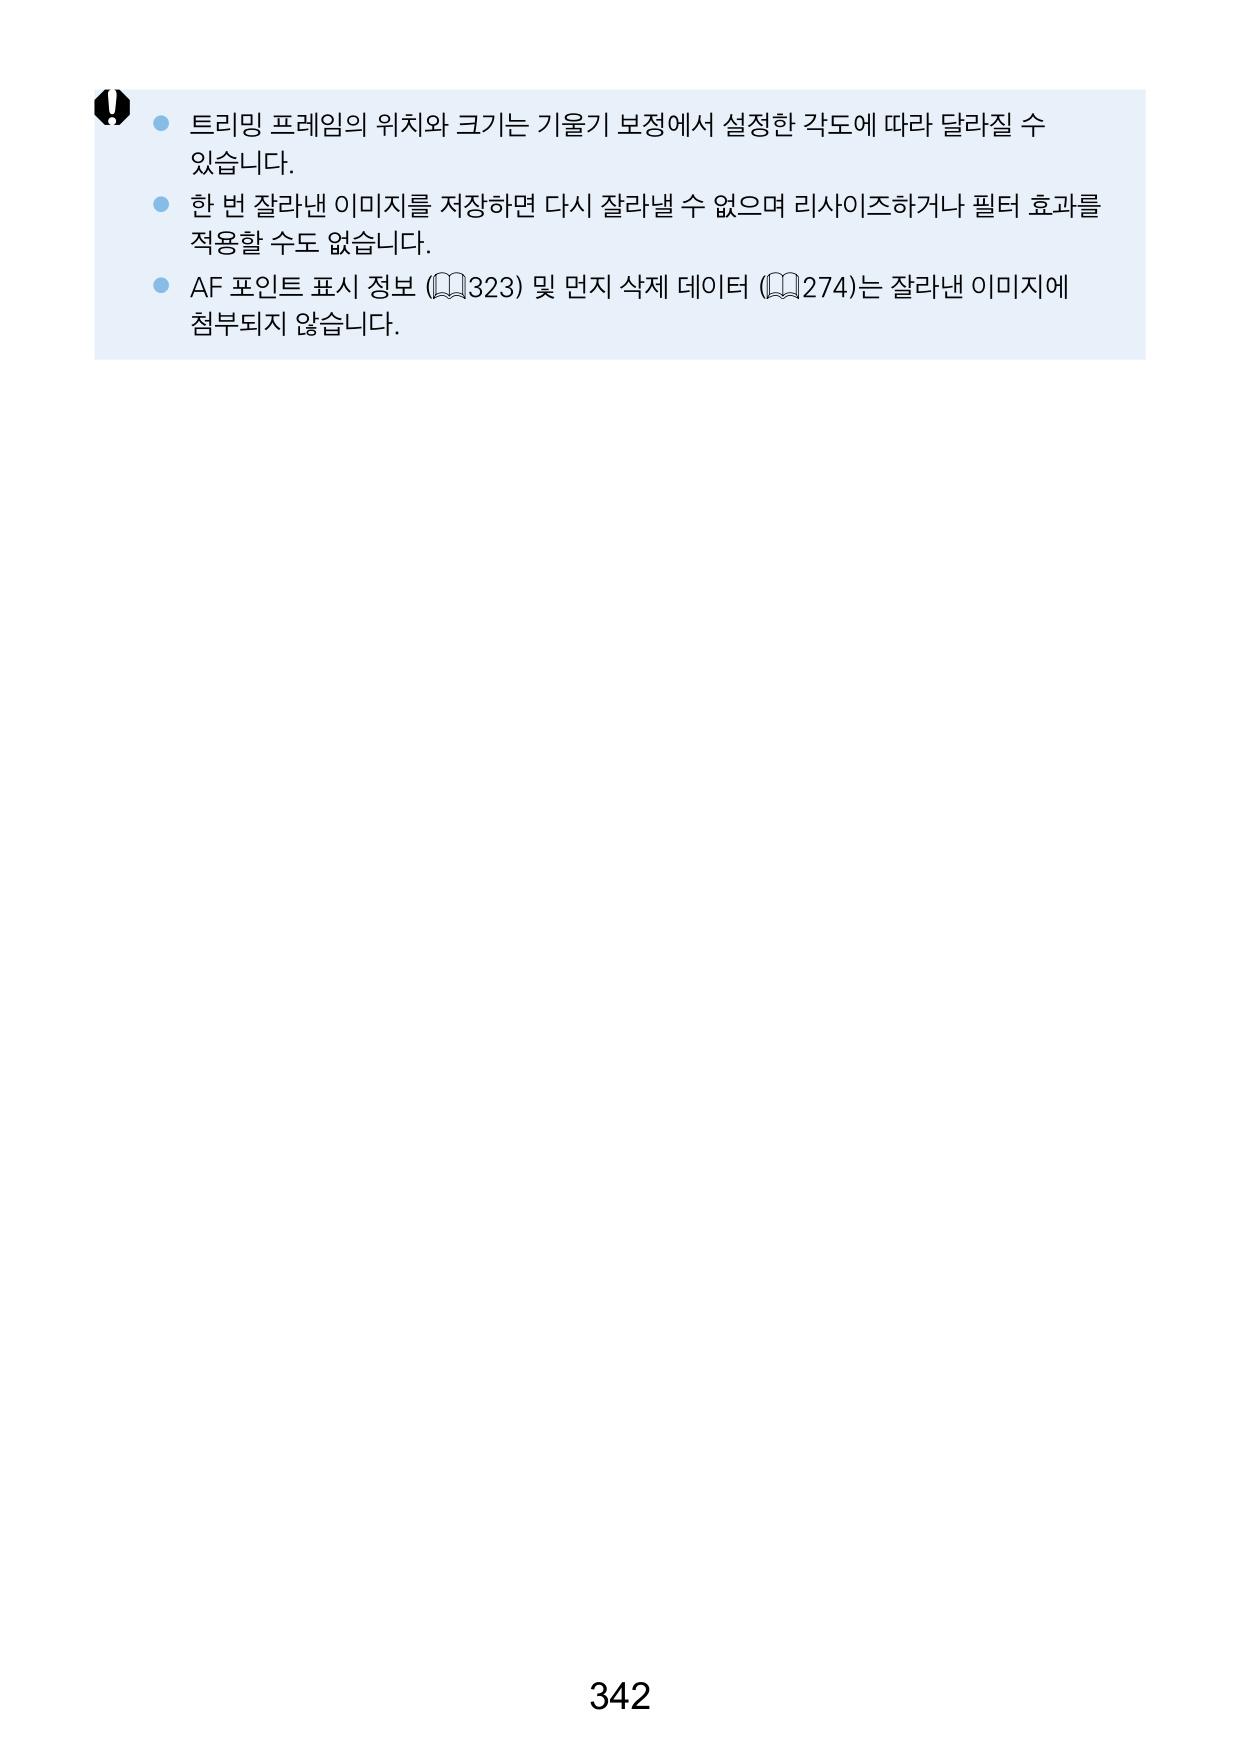 ● 트리밍 프레임의 위치와 크기는 기울기 보정에서 설정한 각도에 따라 달라질 수
있습니다.
● 한 번 잘라낸 이미지를 저장하면 다시 잘라낼 수 없으며 리사이즈하거나 필터 효과를
적용할 수도 없습니다.
● AF 포인트 표시 정보 (323) 및 먼지 삭제 데이터 (274)는 잘라낸 이미지에
첨부되지 않습니다.
342